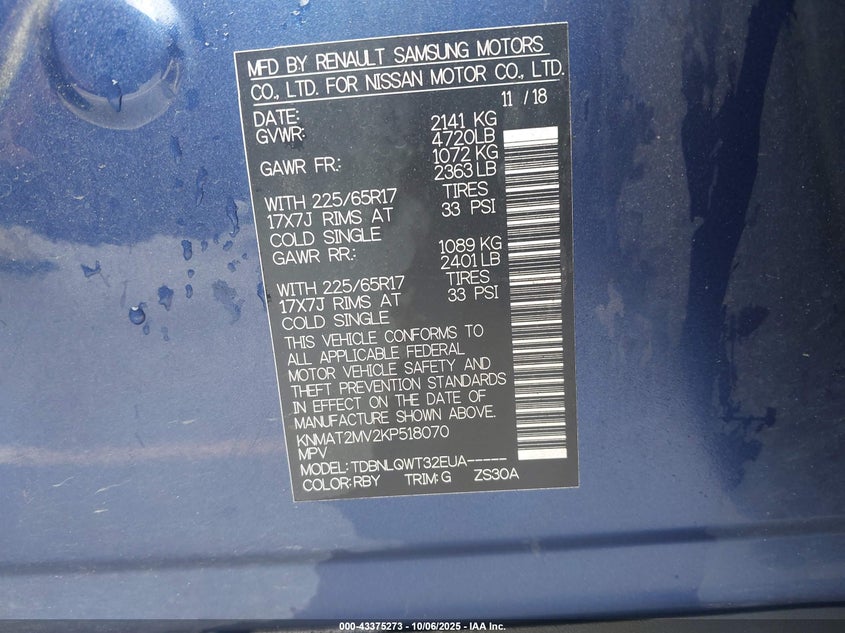 MFD BY RENAULT SAMSUNG MOTORS
CO., LTD. FOR NISSAN MOTOR CO., LTD.
DATE: 11 / 18
GVWR: 2141 KG
4720LB
GAWR FR.: 1072 KG
2363 LB
WITH 225/65R17 TIRES
17X7J RIMS AT 33 PSI
COLD SINGLE
GAWR RR.: 1089 KG
2401 LB
WITH 225/65R17 TIRES
17X7J RIMS AT 33 PSI
COLD SINGLE
THIS VEHICLE CONFORMS TO
ALL APPLICABLE FEDERAL
MOTOR VEHICLE SAFETY AND
THEFT PREVENTION STANDARDS
IN EFFECT ON THE DATE OF
MANUFACTURE SHOWN ABOVE.
KNMAT2MV2KP518070
MPV
MODEL: TDBNLQWT32EUA-----
COLOR: RBY TRIM: G ZS30A
000-43375273 - 10/06/2025 - IAA Inc.